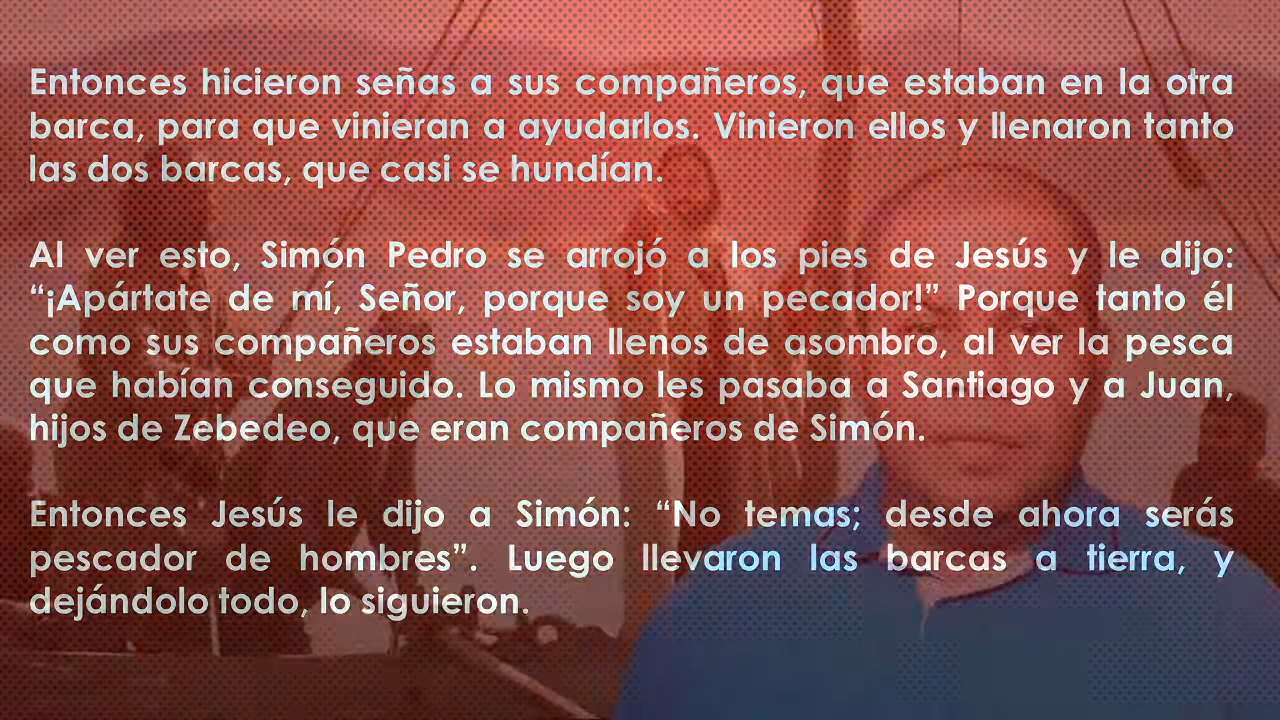 Entonces hicieron señas a sus compañeros, que estaban en la otra
barca, para que vinieran a ayudarlos. Vinieron ellos y llenaron tanto
las dos barcas, que casi se hundían.
Al ver esto, Simón Pedro se arrojó a los pies de Jesús y le dijo:
“¡Apártate de mí, Señor, porque soy un pecador!” Porque tanto él
como sus compañeros estaban llenos de asombro, al ver la pesca
que habían conseguido. Lo mismo les pasaba a Santiago y a Juan,
hijos de Zebedeo, que eran compañeros de Simón.
Entonces Jesús le dijo a Simón: “No temas; desde ahora serás
pescador de hombres”. Luego llevaron las barcas a tierra, y
dejándolo todo, lo siguieron.